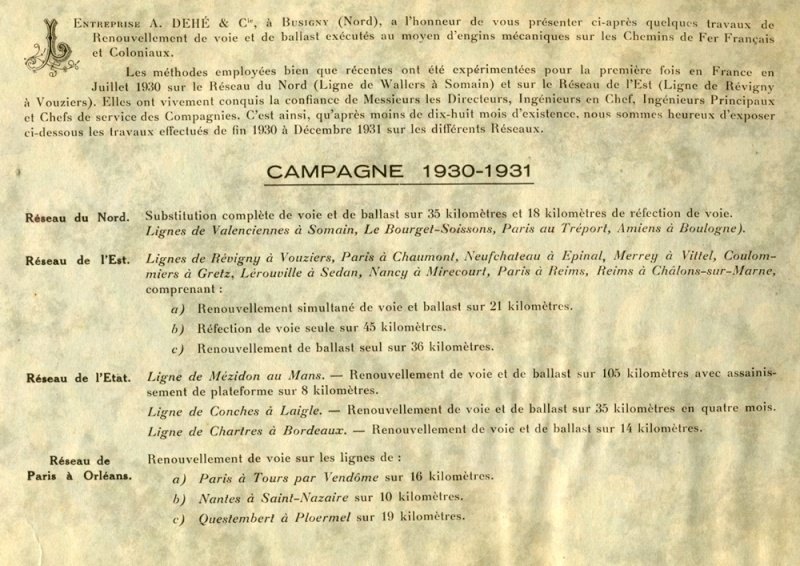 L'ENTREPRISE A. DEHÉ & Cie, à BUSIGNY (Nord), a l'honneur de vous présenter ci-après quelques travaux de
Renouvellement de voie et de ballast exécutés au moyen d'engins mécaniques sur les Chemins de Fer Français
et Coloniaux.
Les méthodes employées bien que récentes ont été expérimentées pour la première fois en France en
Juillet 1930 sur le Réseau du Nord (Ligne de Wallers à Somain) et sur le Réseau de l'Est (Ligne de Révigny
à Vouziers). Elles ont vivement conquis la confiance de Messieurs les Directeurs, Ingénieurs en Chef, Ingénieurs Principaux
et Chefs de service des Compagnies. C'est ainsi, qu'après moins de dix-huit mois d'existence, nous sommes heureux d'exposer
ci-dessous les travaux effectués de fin 1930 à Décembre 1931 sur les différents Réseaux.
CAMPAGNE 1930-1931
Réseau du Nord. Substitution complète de voie et de ballast sur 35 kilomètres et 18 kilomètres de réfection de voie.
Lignes de Valenciennes à Somain, Le Bourget-Soissons, Paris au Tréport, Amiens à Boulogne).
Réseau de l'Est. Lignes de Révigny à Vouziers, Paris à Chaumont, Neufchateau à Epinal, Merrey à Vittel, Coulom-
miers à Gretz, Lérouville à Sedan, Nancy à Mirecourt, Paris à Reims, Reims à Châlons-sur-Marne,
comprenant :
a) Renouvellement simultané de voie et ballast sur 21 kilomètres.
b) Réfection de voie seule sur 45 kilomètres.
c) Renouvellement de ballast seul sur 36 kilomètres.
Réseau de l'Etat. Ligne de Mézidon au Mans. — Renouvellement de voie et de ballast sur 105 kilomètres avec assainis-
sement de plateforme sur 8 kilomètres.
Ligne de Conches à Laigle. — Renouvellement de voie et de ballast sur 35 kilomètres en quatre mois.
Ligne de Chartres à Bordeaux. — Renouvellement de voie et de ballast sur 14 kilomètres.
Réseau de Paris à Orléans. Renouvellement de voie sur les lignes de :
a) Paris à Tours par Vendôme sur 16 kilomètres.
b) Nantes à Saint-Nazaire sur 10 kilomètres.
c) Questembert à Ploermel sur 19 kilomètres.